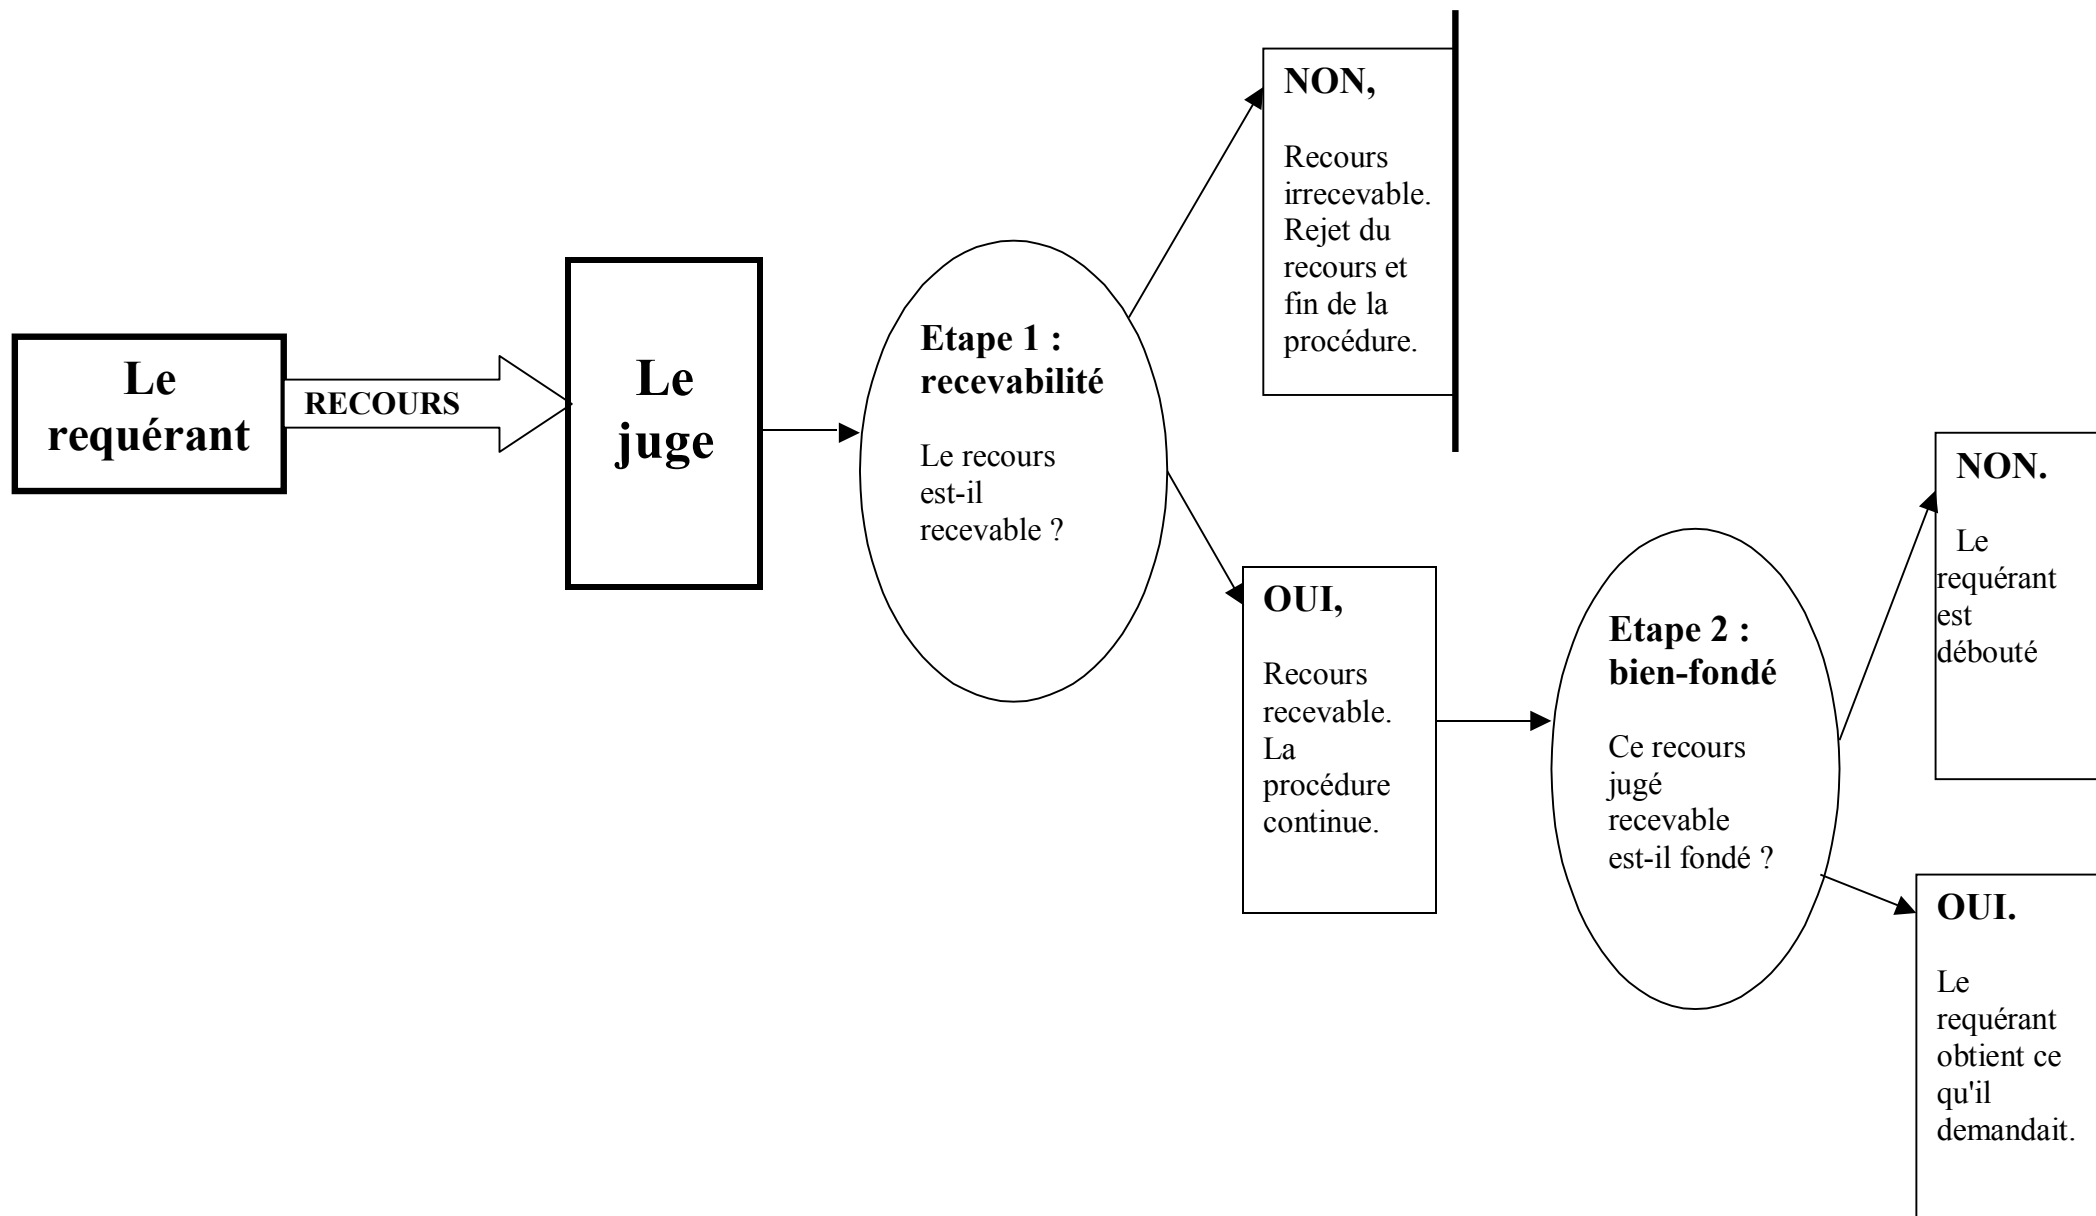 Le
requérant
RECOURS
Le
juge
Etape 1 :
recevabilité
Le recours
est-il
recevable ?
NON,
Recours
irrecevable.
Rejet du
recours et
fin de la
procédure.
OUI,
Recours
recevable.
La
procédure
continue.
Etape 2 :
bien-fondé
Ce recours
jugé
recevable
est-il fondé ?
NON.
Le
requérant
est
débouté
OUI.
Le
requérant
obtient ce
qu'il
demandait.